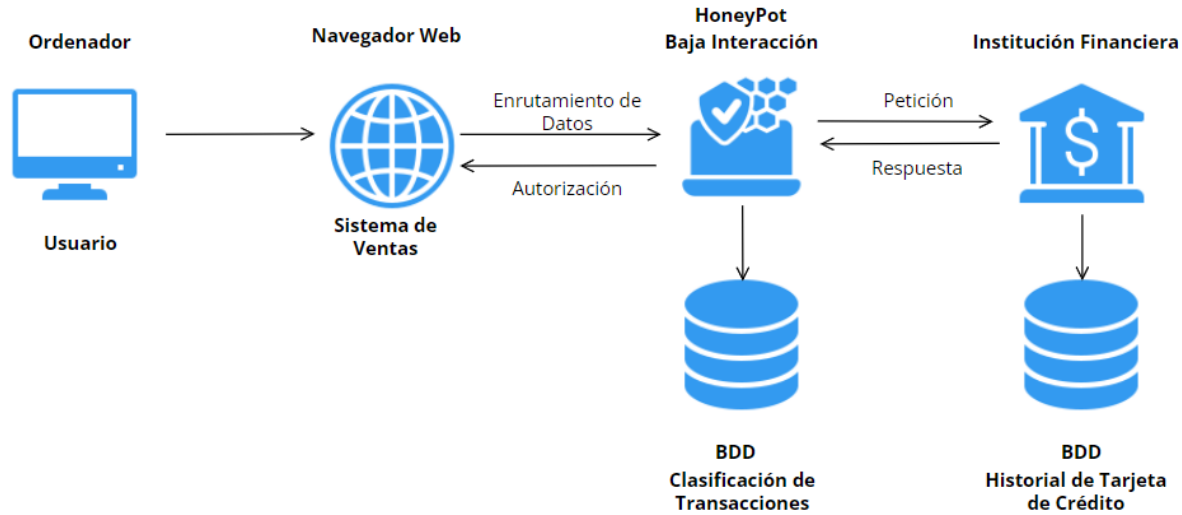 Ordenador
Navegador Web
HoneyPot
Baja Interacción
Institución Financiera
Enrutamiento de
Datos
Autorización
Petición
Respuesta
$
Usuario
Sistema de
Ventas
BDD
Clasificación de
Transacciones
BDD
Historial de Tarjeta
de Crédito